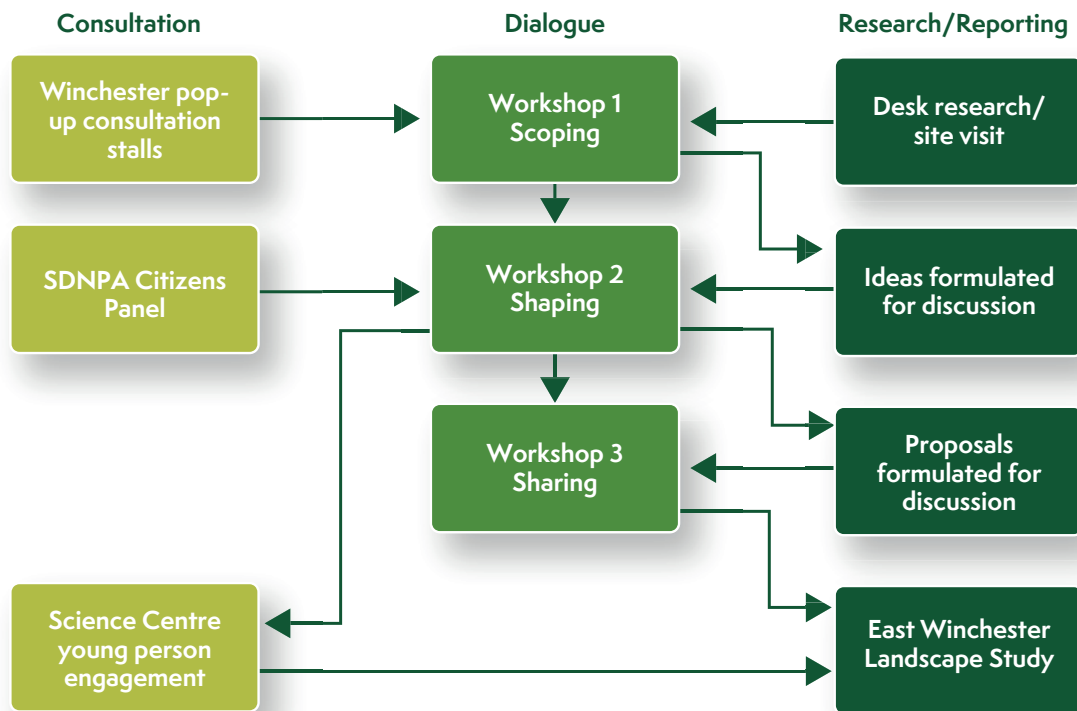 Consultation
Dialogue
Research/Reporting
Winchester pop-
up consultation
stalls
Workshop 1
Scoping
Desk research/
site visit
SDNPA Citizens
Panel
Workshop 2
Shaping
Ideas formulated
for discussion
Workshop 3
Sharing
Proposals
formulated for
discussion
Science Centre
young person
engagement
East Winchester
Landscape Study